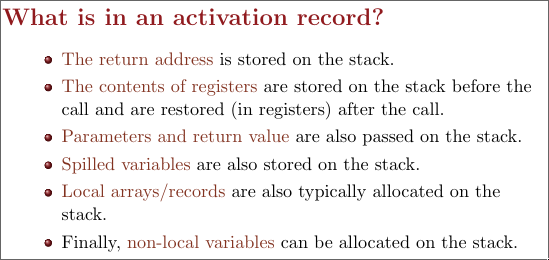 What is in an activation record?
The return address is stored on the stack.
The contents of registers are stored on the stack before the
call and are restored (in registers) after the call.
Parameters and return value are also passed on the stack.
Spilled variables are also stored on the stack.
Local arrays/records are also typically allocated on the
stack.
Finally, non-local variables can be allocated on the stack.